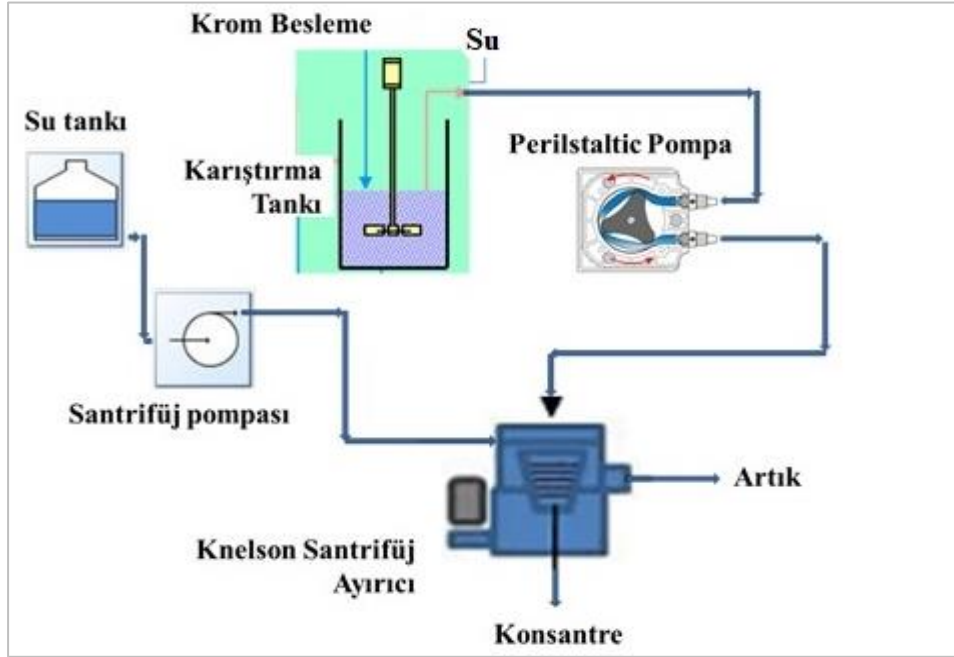 Krom Besleme
Su
Su tankı
Karıştırma
Tankı
Perilstaltic Pompa
Santrifüj pompası
Artık
Knelson Santrifüj
Ayırıcı
Konsantre